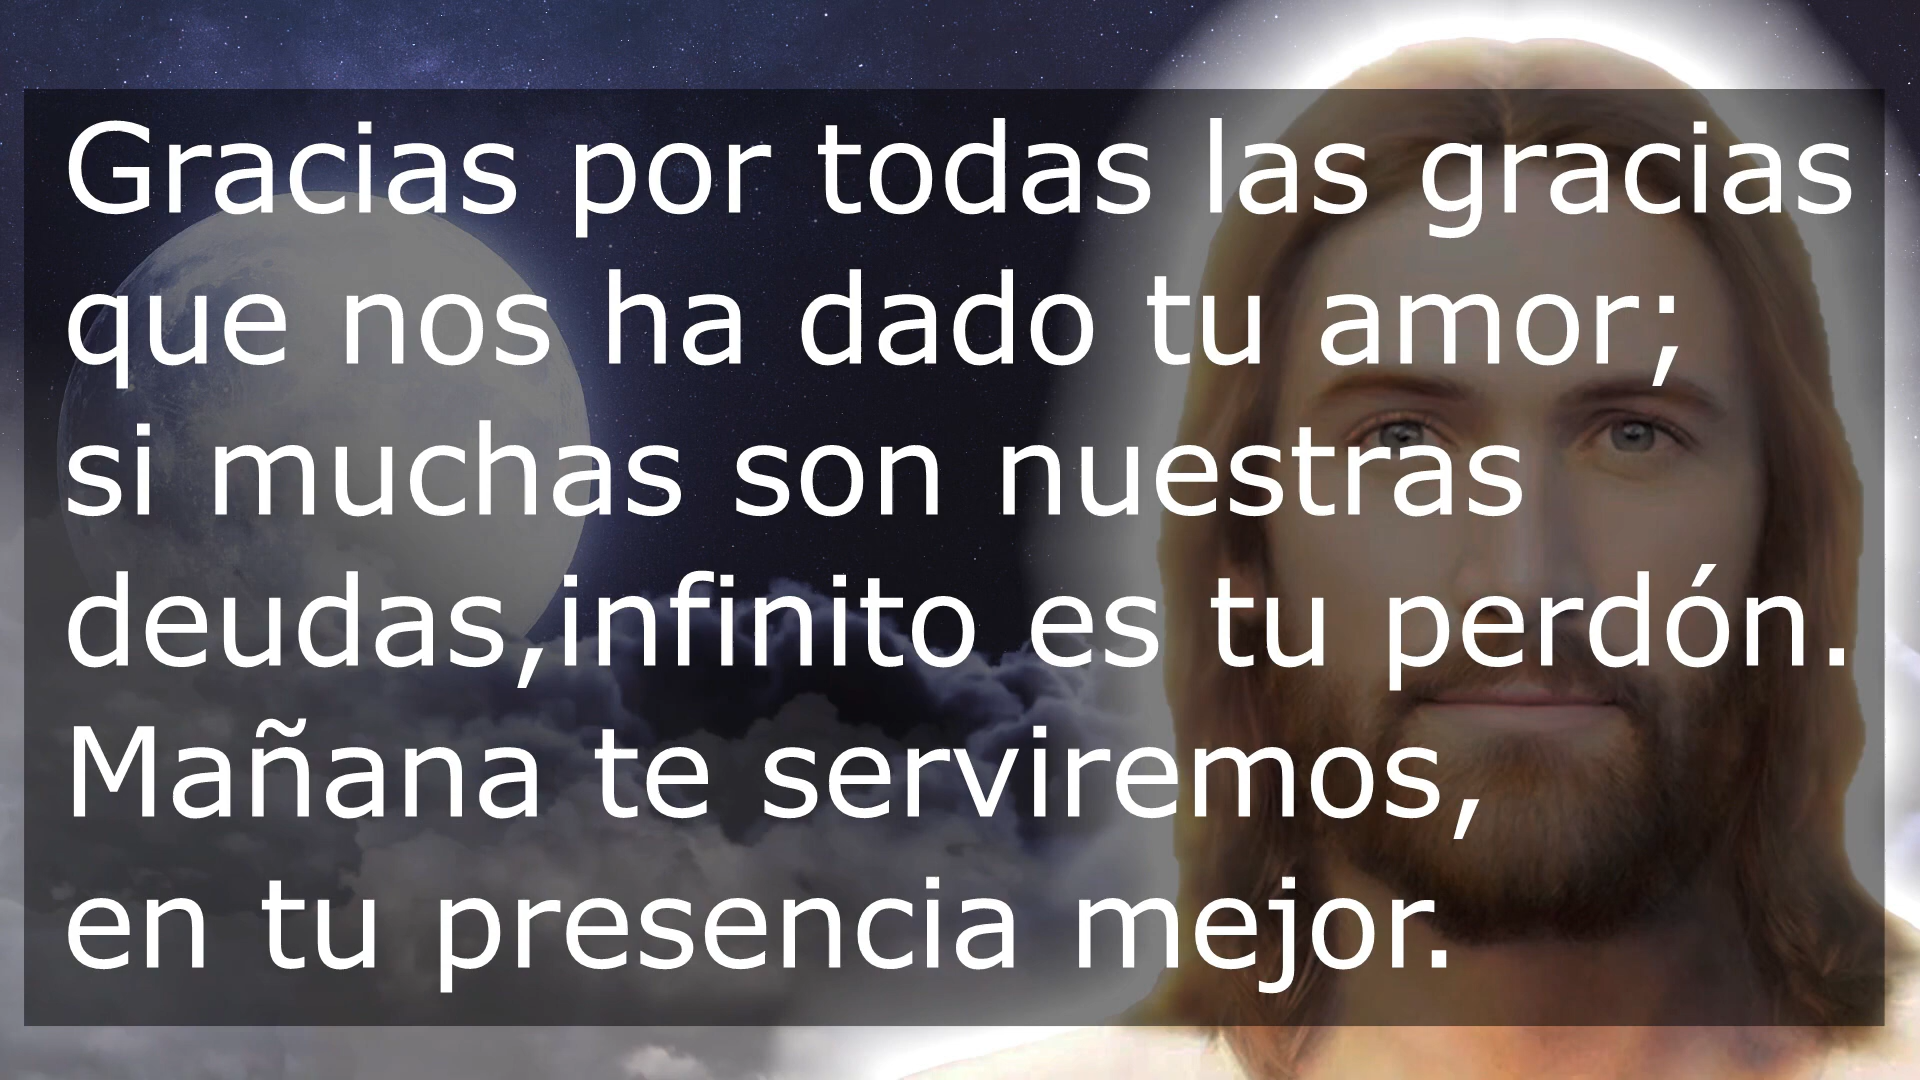 Gracias por todas las gracias
que nos ha dado tu amor;
si muchas son nuestras
deudas,infinito es tu perdón.
Mañana te serviremos,
en tu presencia mejor.